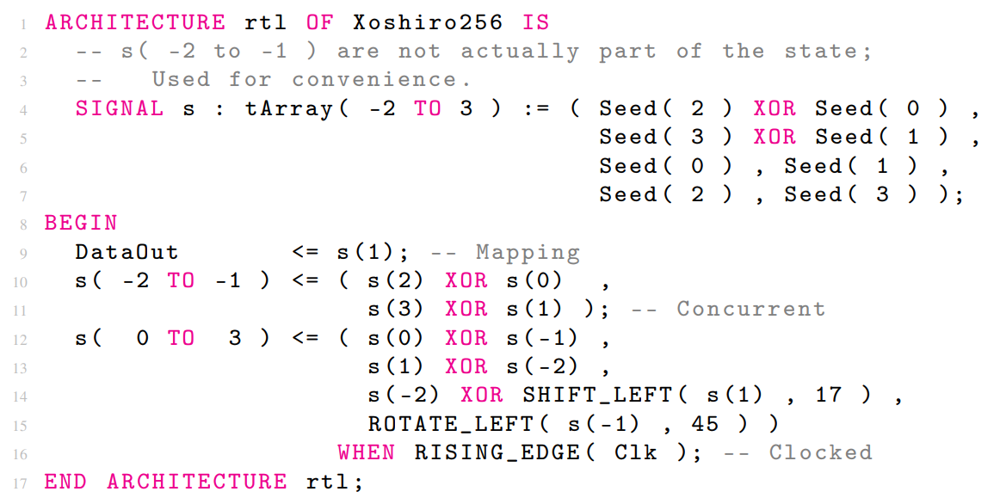 1 ARCHITECTURE rtl OF Xoshiro256 IS
2 -- s( -2 to -1 ) are not actually part of the state;
3 --   Used for convenience.
4 SIGNAL s : tArray( -2 TO 3 ) := ( Seed( 2 ) XOR Seed( 0 ) ,
5 Seed( 3 ) XOR Seed( 1 ) ,
6 Seed( 0 ) , Seed( 1 ) ,
7 Seed( 2 ) , Seed( 3 ) );
8 BEGIN
9 DataOut <= s(1); -- Mapping
10 s( -2 TO -1 ) <= ( s(2) XOR s(0) ,
11 s(3) XOR s(1) ); -- Concurrent
12 s( 0 TO 3 ) <= ( s(0) XOR s(-1) ,
13 s(1) XOR s(-2) ,
14 s(-2) XOR SHIFT_LEFT( s(1) , 17 ) ,
15 ROTATE_LEFT( s(-1) , 45 ) )
16 WHEN RISING_EDGE( Clk ); -- Clocked
17 END ARCHITECTURE rtl;